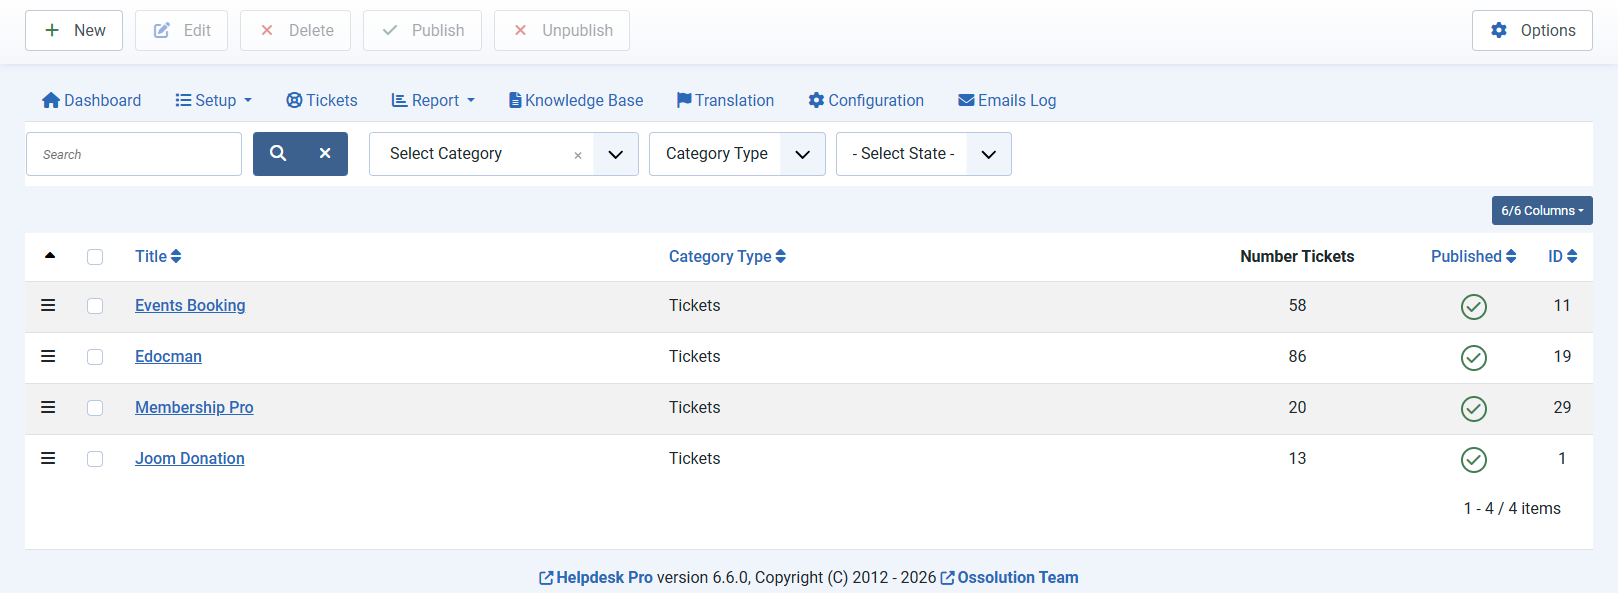 New Edit Delete Publish Unpublish Options
Dashboard Setup Tickets Report Knowledge Base Translation Configuration Emails Log
Search Select Category × Category Type - Select State -
6/6 Columns
Title Category Type Number Tickets Published ID
Events Booking Tickets 58 11
Edocman Tickets 86 19
Membership Pro Tickets 20 29
Joom Donation Tickets 13 1
1 - 4 / 4 items
Helpdesk Pro version 6.6.0, Copyright (C) 2012 - 2026 Ossolution Team